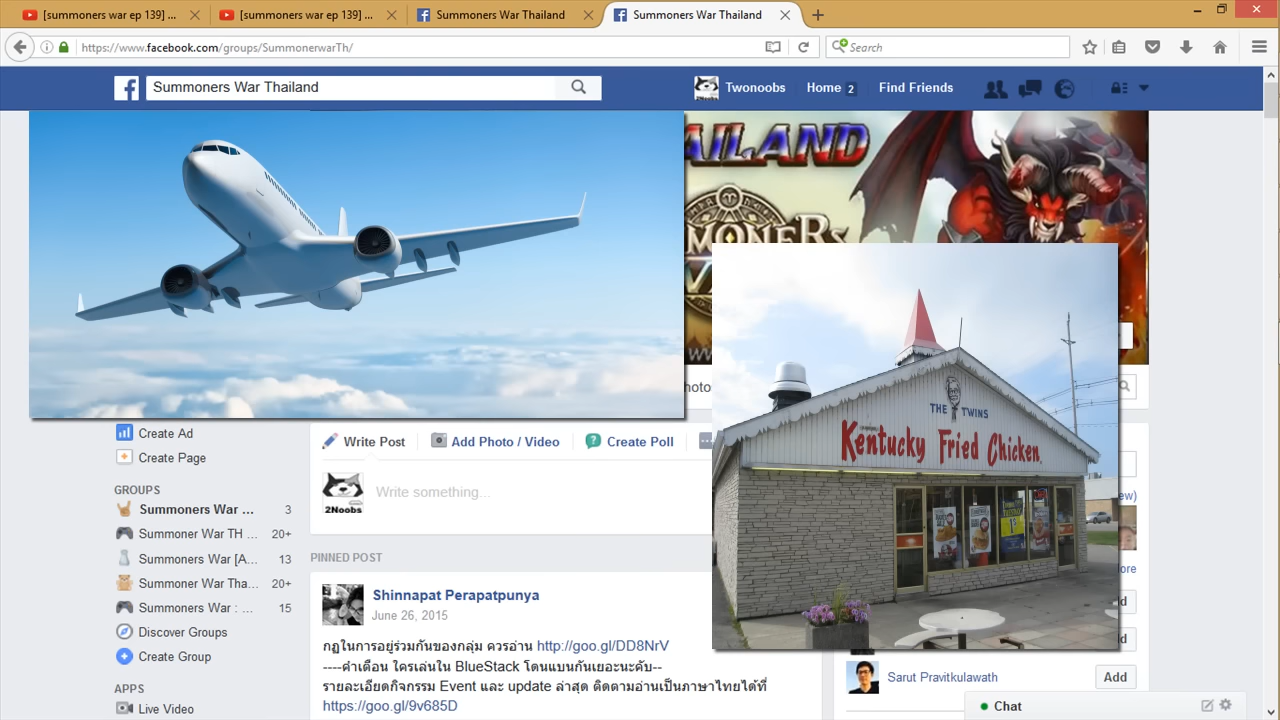 [summoners war ep 139] ...
[summoners war ep 139] ...
Summoners War Thailand
Summoners War Thailand
https://www.facebook.com/groups/SummonerwarTh/
Search
Summoners War Thailand
Twonoobs
Home 2
Find Friends
AILAND
SUMMONERS
THE TWINS
Kentucky Fried Chicken
Create Ad
Create Page
GROUPS
Summoners War ... 3
Summoner War TH ... 20+
Summoners War [A... 13
Summoner War Tha... 20+
Summoners War : ... 15
Discover Groups
Create Group
APPS
Live Video
Write Post
Add Photo / Video
Create Poll
2Noobs
Write something...
PINNED POST
Shinnapat Perapatpunya
June 26, 2015
กฏในการอยู่ร่วมกันของกลุ่ม ควรอ่าน http://goo.gl/DD8NrV
----คำเตือน ใครเล่นใน BlueStack โดนแบนกันเยอะนะคับ--
รายละเอียดกิจกรรม Event และ update ล่าสุด ติดตามอ่านเป็นภาษาไทยได้ที่
https://goo.gl/9v685D
Sarut Pravitkulawath
Add
Chat